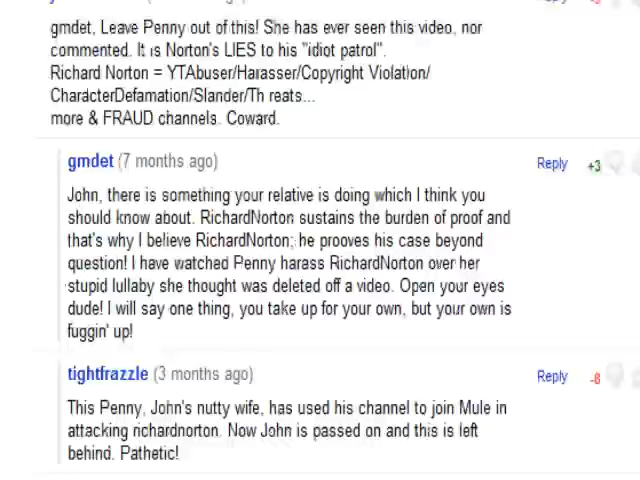 Reply
gmdet, Leave Penny out of this! She has ever seen this video, nor
commented. It is Norton's LIES to his "idiot patrol".
Richard Norton = YTAbuser/Harasser/Copyright Violation/
CharacterDefamation/Slander/Th reats...
more & FRAUD channels. Coward.
gmdet (7 months ago) Reply +3
John, there is something your relative is doing which I think you
should know about. RichardNorton sustains the burden of proof and
that's why I believe RichardNorton; he prooves his case beyond
question! I have watched Penny harass RichardNorton over her
stupid lullaby she thought was deleted off a video. Open your eyes
dude! I will say one thing, you take up for your own, but your own is
fuggin' up!
tightfrazzle (3 months ago) Reply -6
This Penny, John's nutty wife, has used his channel to join Mule in
attacking richardnorton. Now John is passed on and this is left
behind. Pathetic!